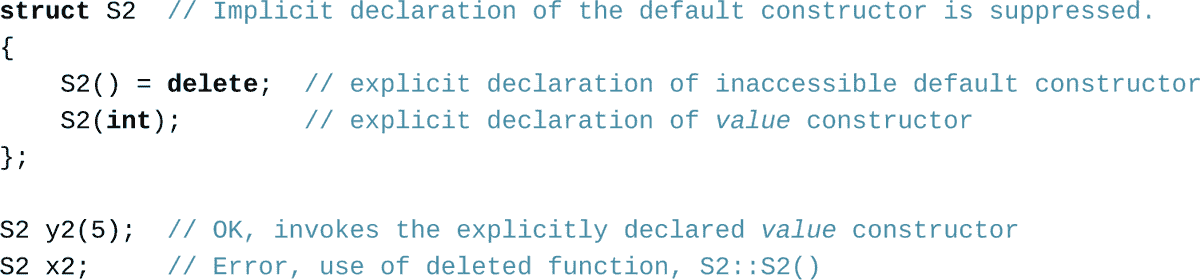 struct S2  // Implicit declaration of the default constructor is suppressed.
{
    S2() = delete;  // explicit declaration of inaccessible default constructor
    S2(int);        // explicit declaration of value constructor
};

S2 y2(5);  // OK, invokes the explicitly declared value constructor
S2 x2;     // Error, use of deleted function, S2::S2()